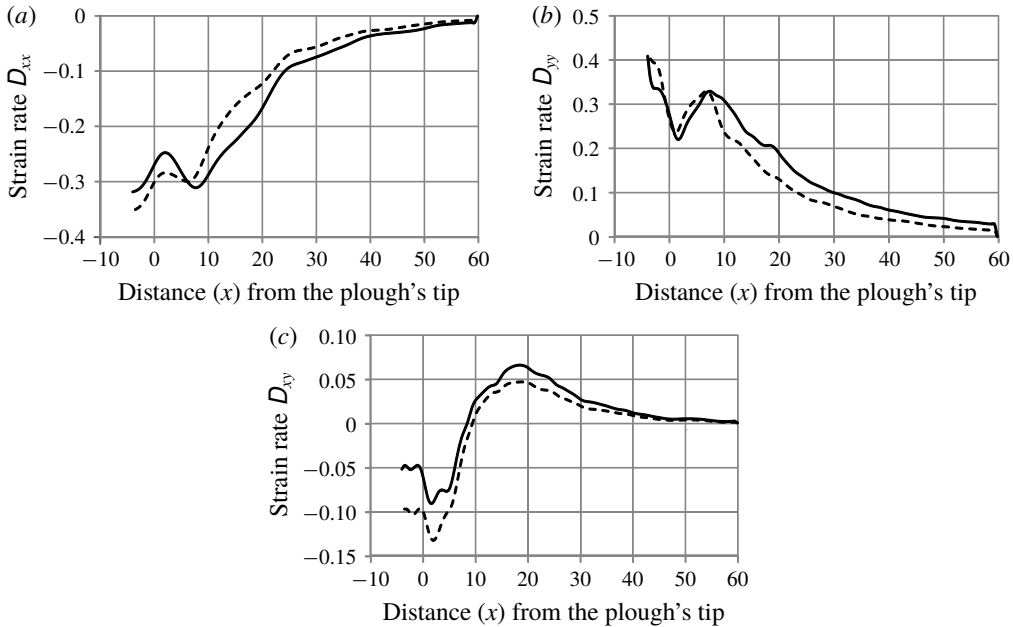 (a)
0
−0.1
−0.2
−0.3
−0.4
Strain rate Dxx
−10 0 10 20 30 40 50 60
Distance (x) from the plough's tip
(b)
0.5
0.4
0.3
0.2
0.1
0
Strain rate Dyy
−10 0 10 20 30 40 50 60
Distance (x) from the plough's tip
(c)
0.10
0.05
0
−0.05
−0.10
−0.15
Strain rate Dxy
−10 0 10 20 30 40 50 60
Distance (x) from the plough's tip